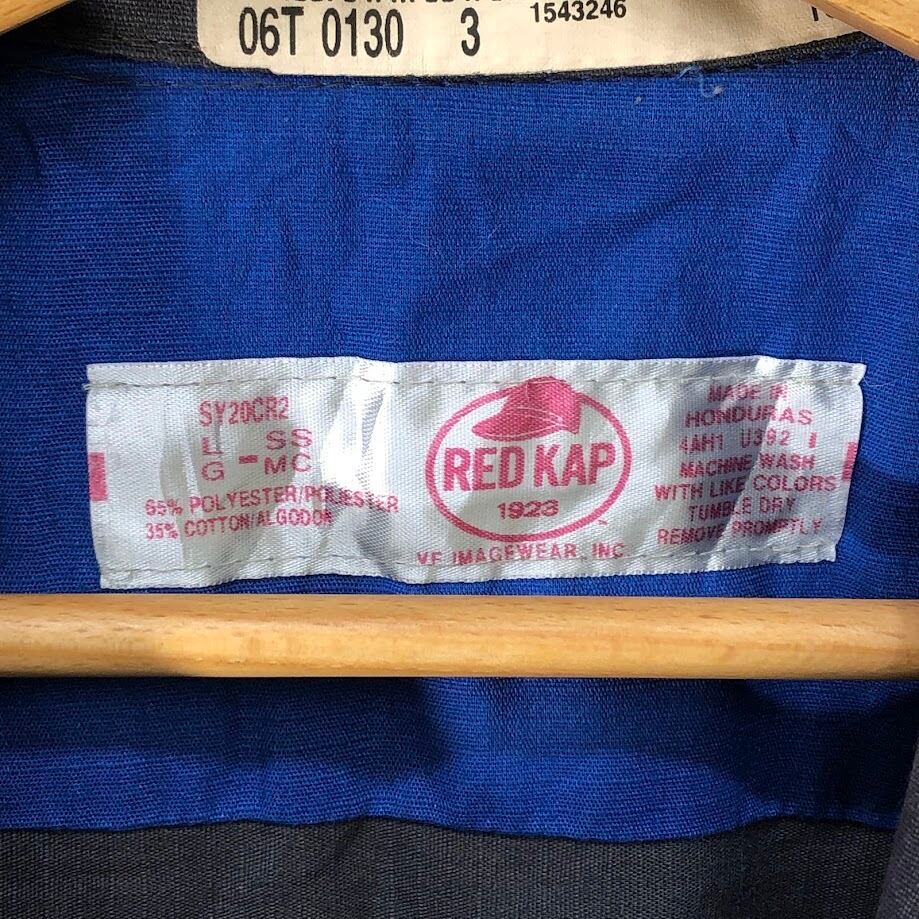 1543246
06T 0130 3
SY20CR2
L - SS
G - MC
65% POLYESTER/POLIESTER
35% COTTON/ALGODON
RED KAP
1923
VF IMAGEWEAR, INC
MADE IN
HONDURAS
4AH1 U392
MACHINE WASH
WITH LIKE COLORS
TUMBLE DRY
REMOVE PROMPTLY